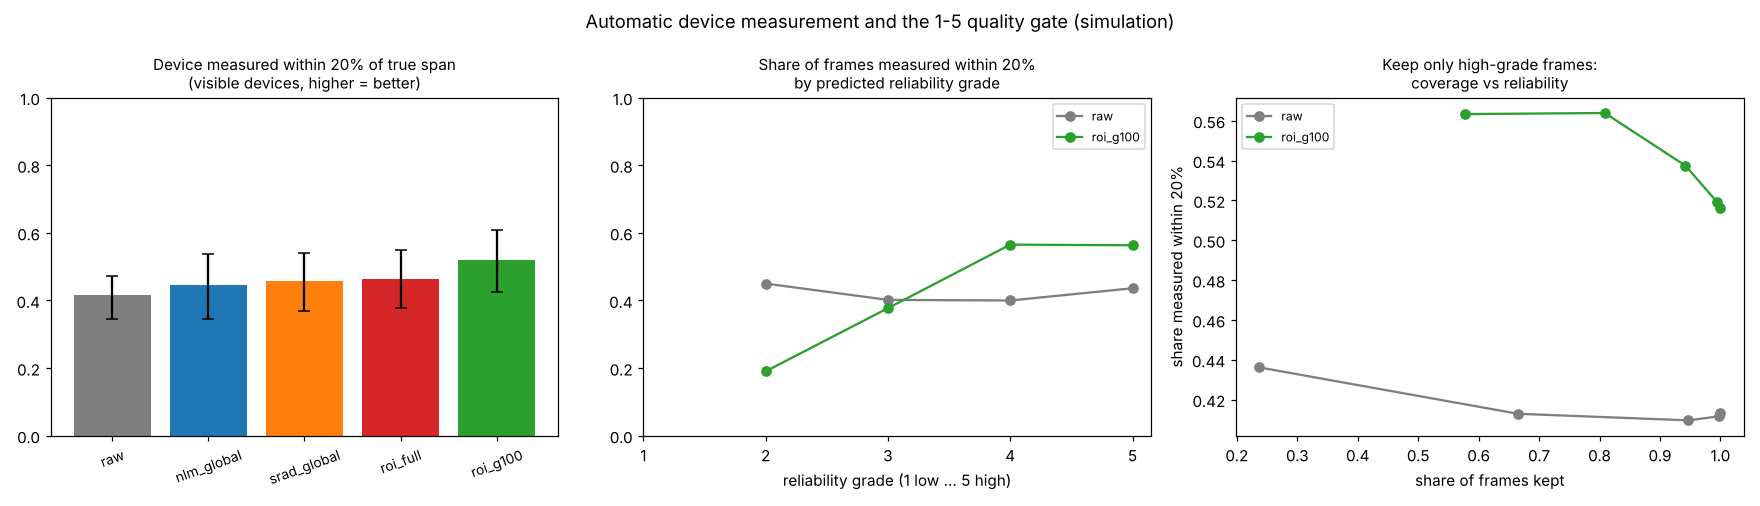 Automatic device measurement and the 1-5 quality gate (simulation)
Device measured within 20% of true span
(visible devices, higher = better)
1.0
0.8
0.6
0.4
0.2
0.0
raw
nlm_global
srad_global
roi_full
roi_g100
Share of frames measured within 20%
by predicted reliability grade
1.0
0.8
0.6
0.4
0.2
0.0
raw
roi_g100
1 2 3 4 5
reliability grade (1 low ... 5 high)
Keep only high-grade frames:
coverage vs reliability
share measured within 20%
0.56
0.54
0.52
0.50
0.48
0.46
0.44
0.42
raw
roi_g100
0.2 0.3 0.4 0.5 0.6 0.7 0.8 0.9 1.0
share of frames kept